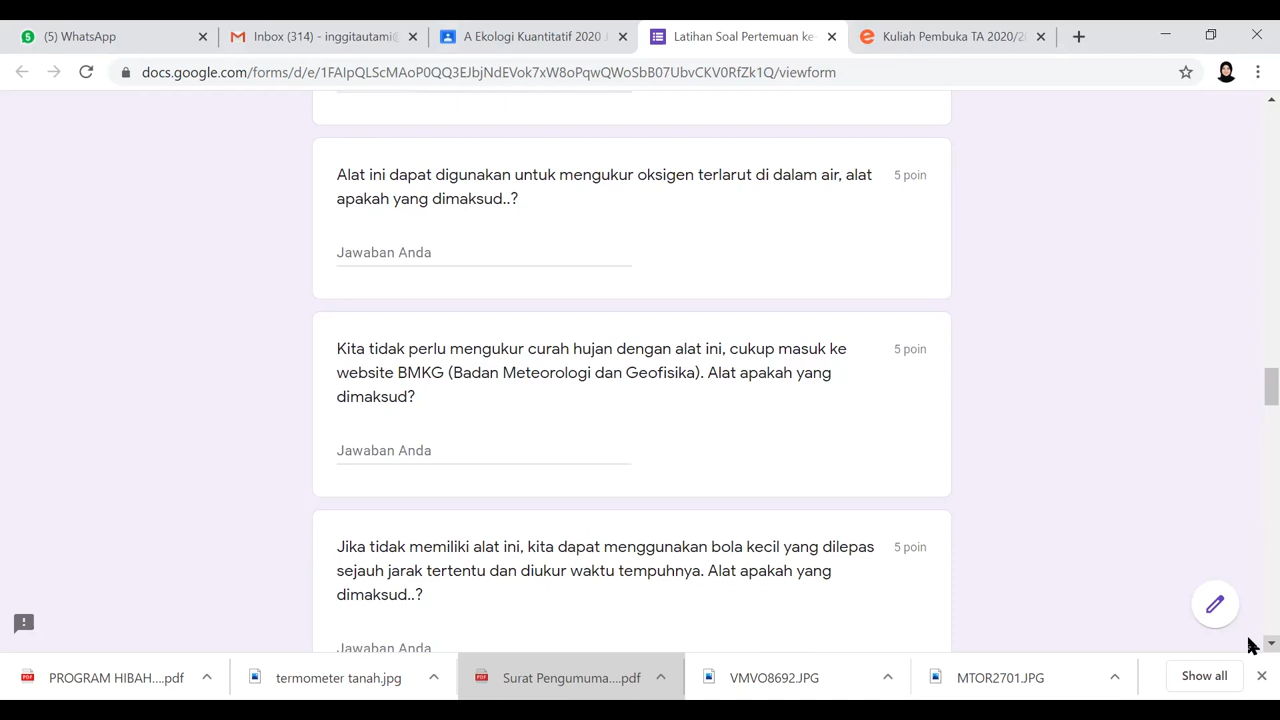 (5) WhatsApp
Inbox (314) - inggitautami@
A Ekologi Kuantitatif 2020 J
Latihan Soal Pertemuan ke-
Kuliah Pembuka TA 2020/20
docs.google.com/forms/d/e/1FAIpQLScMAoP0QQ3EJbjNdEVok7xW8oPqwQWoSbB07UbvCKV0RfZk1Q/viewform
Alat ini dapat digunakan untuk mengukur oksigen terlarut di dalam air, alat
5 poin
apakah yang dimaksud..?
Jawaban Anda
Kita tidak perlu mengukur curah hujan dengan alat ini, cukup masuk ke
5 poin
website BMKG (Badan Meteorologi dan Geofisika). Alat apakah yang
dimaksud?
Jawaban Anda
Jika tidak memiliki alat ini, kita dapat menggunakan bola kecil yang dilepas
5 poin
sejauh jarak tertentu dan diukur waktu tempuhnya. Alat apakah yang
dimaksud..?
Jawaban Anda
PROGRAM HIBAH....pdf
termometer tanah.jpg
Surat Pengumuma....pdf
VMVO8692.JPG
MTOR2701.JPG
Show all